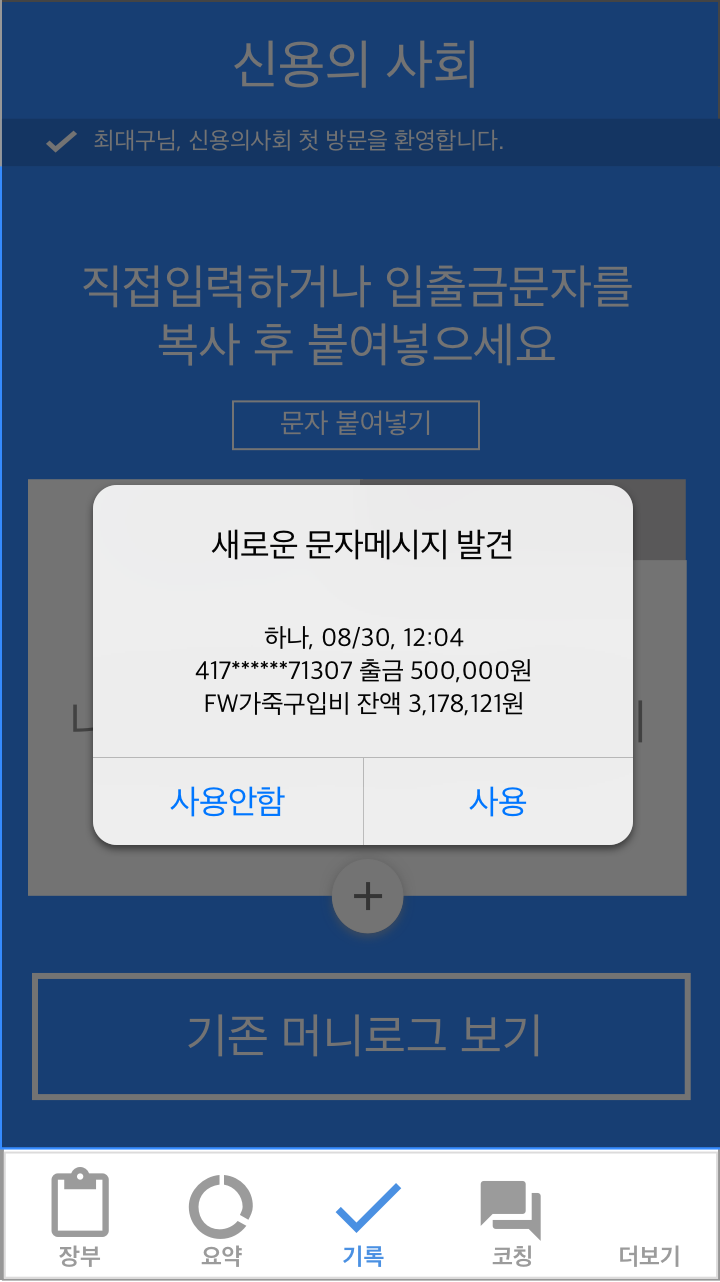 신용의 사회
최대구님, 신용의사회 첫 방문을 환영합니다.
직접입력하거나 입출금문자를
복사 후 붙여넣으세요
문자 붙여넣기
새로운 문자메시지 발견
하나, 08/30, 12:04
417******71307 출금 500,000원
FW가죽구입비 잔액 3,178,121원
사용안함 사용
기존 머니로그 보기
장부 요약 기록 코칭 더보기